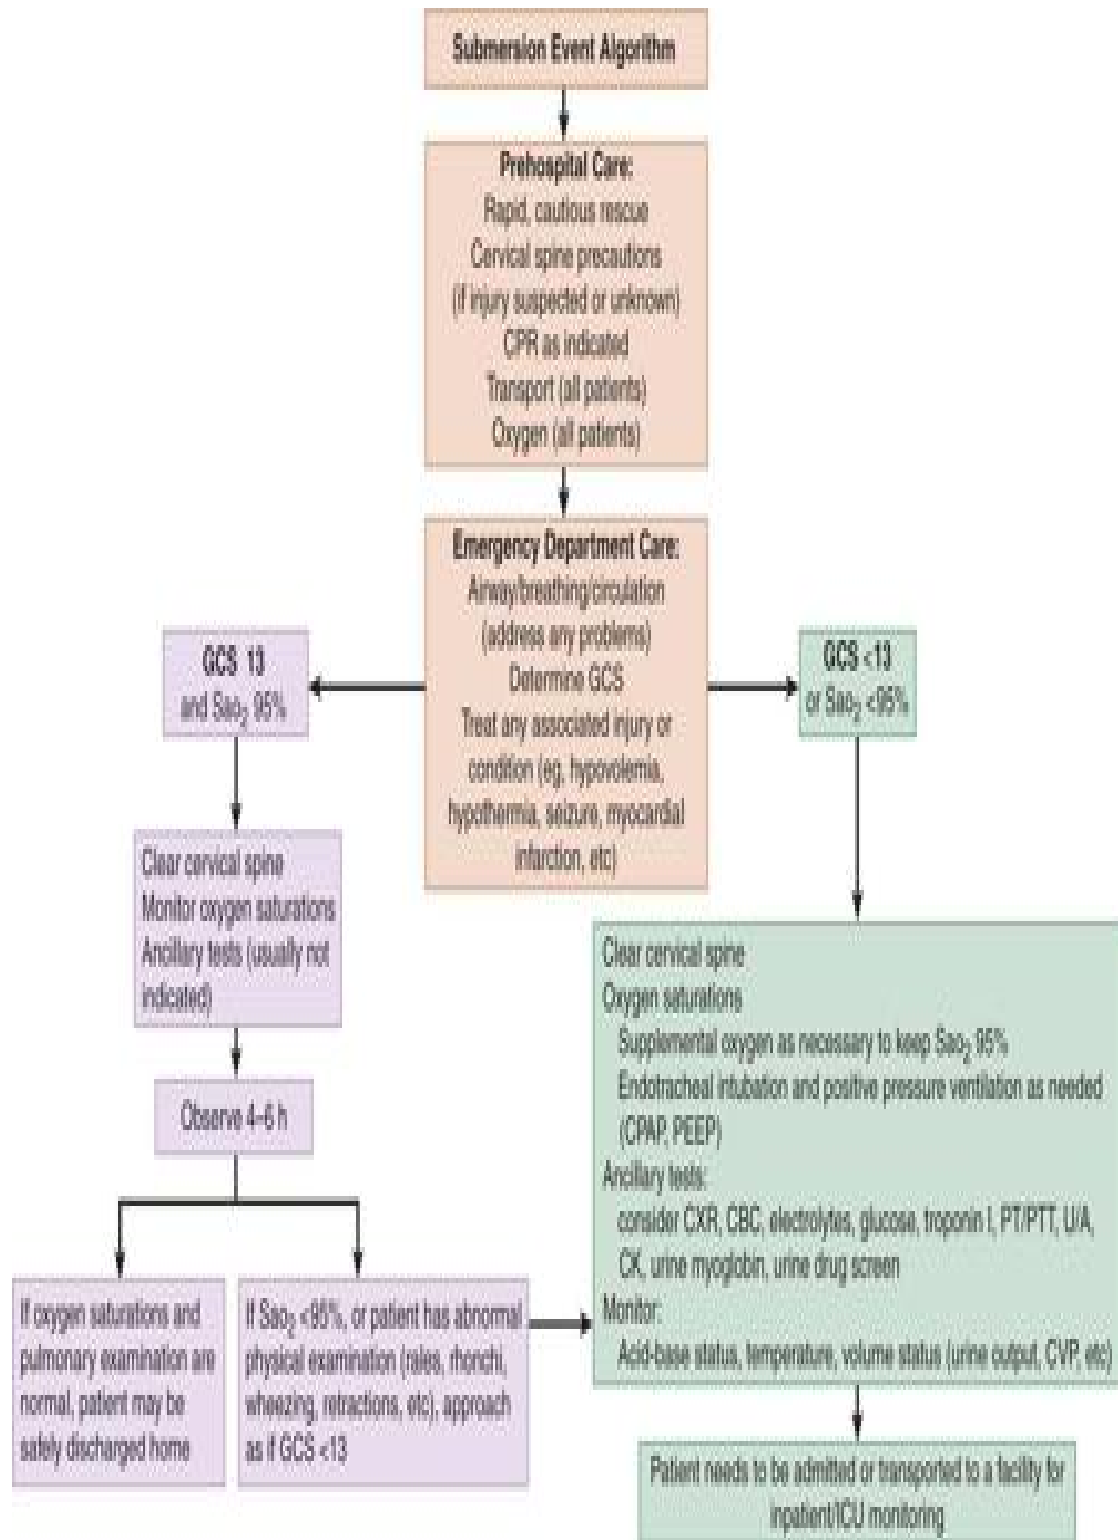 Submersion Event Algorithm
Prehospital Care:
Rapid, cautious rescue
Cervical spine precautions
(if injury suspected or unknown)
CPR as indicated
Transport (all patients)
Oxygen (all patients)
Emergency Department Care:
Airway/breathing/circulation
(address any problems)
Determine GCS
Treat any associated injury or
condition (eg, hypovolemia,
hypothermia, seizure, myocardial
infarction, etc)
GCS 13
and Sao₂ 95%
GCS <13
or Sao₂ <95%
Clear cervical spine
Monitor oxygen saturations
Ancillary tests (usually not
indicated)
Observe 4–6 h
If oxygen saturations and
pulmonary examination are
normal, patient may be
safely discharged home
If Sao₂ <95%, or patient has abnormal
physical examination (rales, rhonchi,
wheezing, retractions, etc), approach
as if GCS <13
Clear cervical spine
Oxygen saturations
Supplemental oxygen as necessary to keep Sao₂ 95%
Endotracheal intubation and positive pressure ventilation as needed
(CPAP, PEEP)
Ancillary tests:
consider CXR, CBC, electrolytes, glucose, troponin I, PT/PTT, U/A,
CK, urine myoglobin, urine drug screen
Monitor:
Acid-base status, temperature, volume status (urine output, CVP, etc)
Patient needs to be admitted or transported to a facility for
inpatient/ICU monitoring